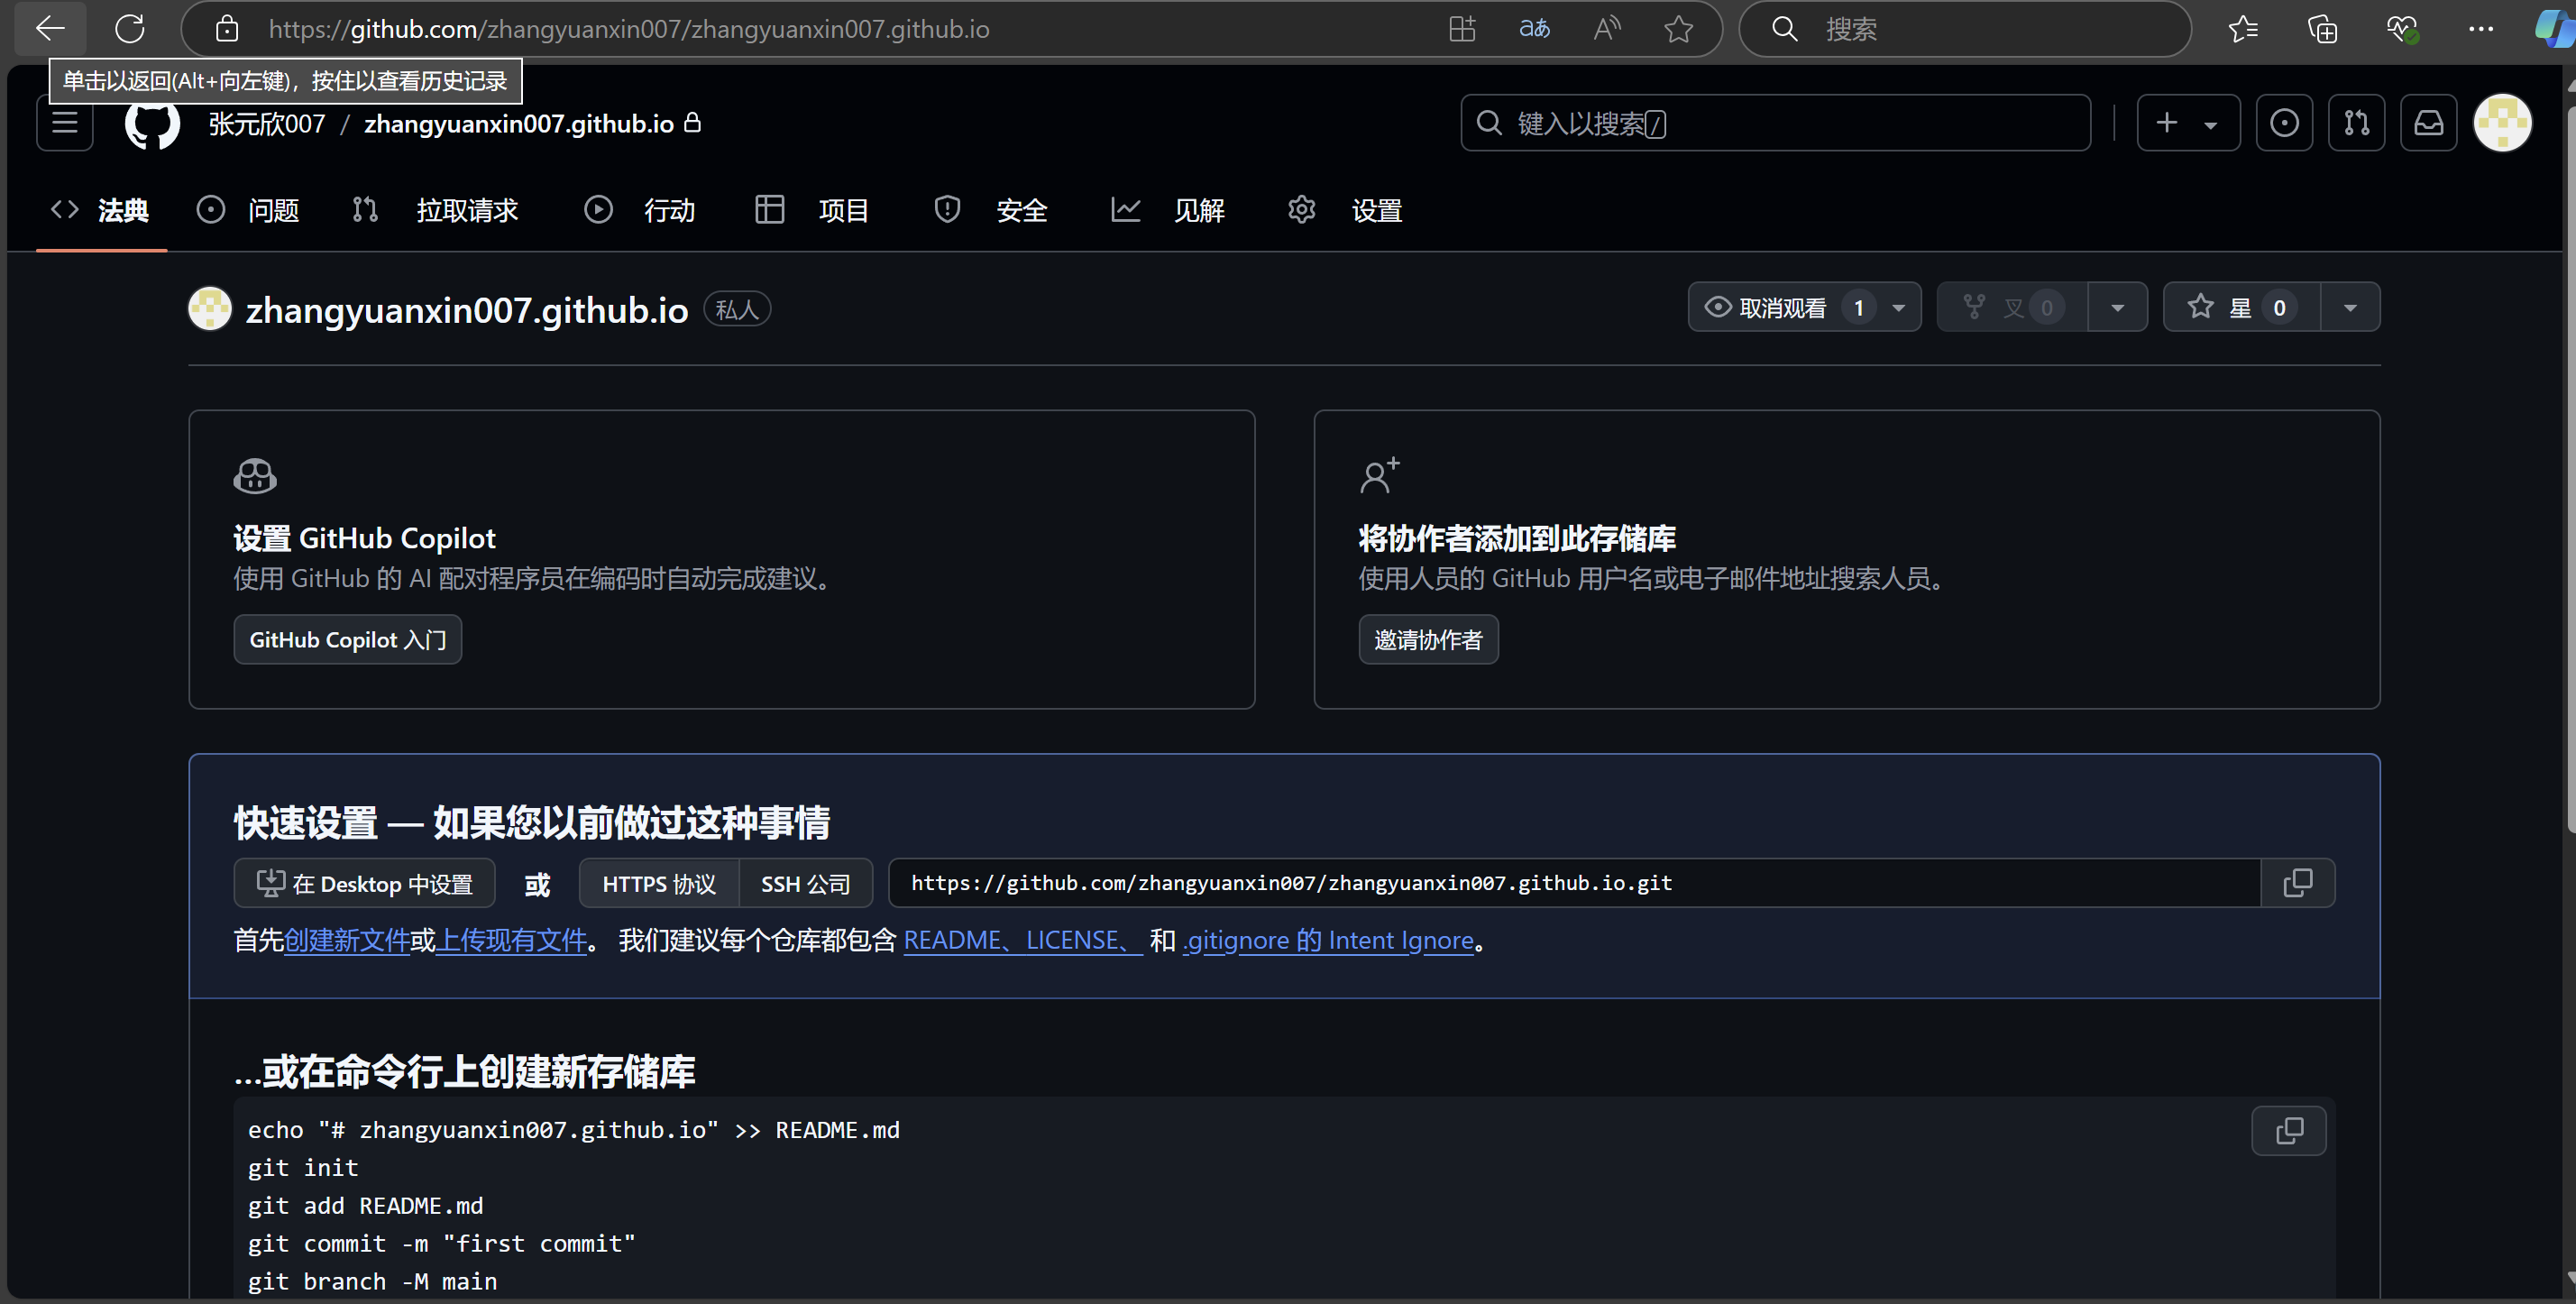 https://github.com/zhangyuanxin007/zhangyuanxin007.github.io
搜索
单击以返回(Alt+向左键)，按住以查看历史记录
张元欣007 / zhangyuanxin007.github.io
键入以搜索/
法典 问题 拉取请求 行动 项目 安全 见解 设置
zhangyuanxin007.github.io 私人
取消观看 1 叉 0 星 0
设置 GitHub Copilot
使用 GitHub 的 AI 配对程序员在编码时自动完成建议。
GitHub Copilot 入门
将协作者添加到此存储库
使用人员的 GitHub 用户名或电子邮件地址搜索人员。
邀请协作者
快速设置 — 如果您以前做过这种事情
在 Desktop 中设置 或 HTTPS 协议 SSH 公司 https://github.com/zhangyuanxin007/zhangyuanxin007.github.io.git
首先创建新文件或上传现有文件。 我们建议每个仓库都包含 README、LICENSE、 和 .gitignore 的 Intent Ignore。
...或在命令行上创建新存储库
echo "# zhangyuanxin007.github.io" >> README.md
git init
git add README.md
git commit -m "first commit"
git branch -M main